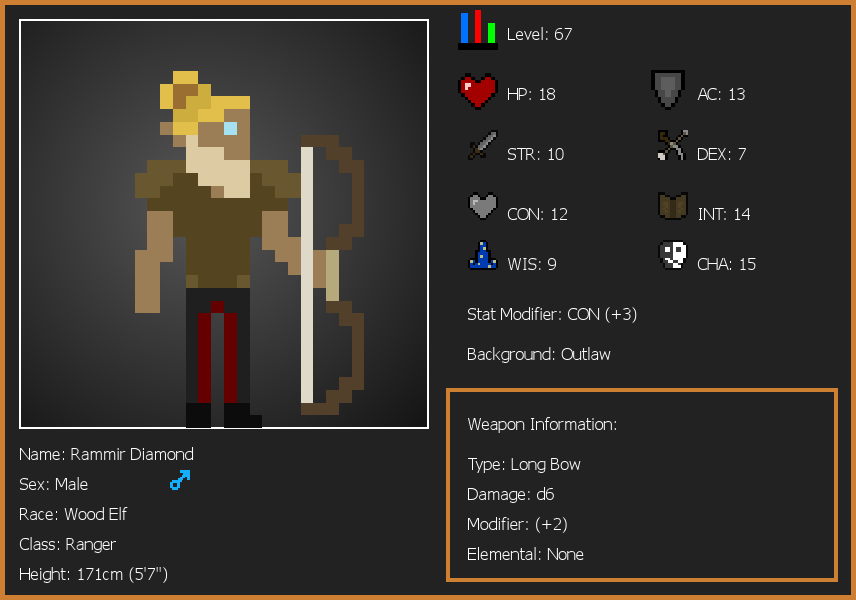 Level: 67
HP: 18
AC: 13
STR: 10
DEX: 7
CON: 12
INT: 14
WIS: 9
CHA: 15
Stat Modifier: CON (+3)
Background: Outlaw
Weapon Information:
Type: Long Bow
Damage: d6
Modifier: (+2)
Elemental: None
Name: Rammir Diamond
Sex: Male
Race: Wood Elf
Class: Ranger
Height: 171cm (5'7")